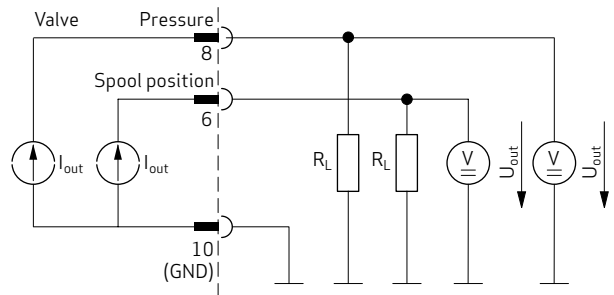 Valve Pressure
8
Spool position
6
I_out I_out
R_L R_L V U_out V U_out
10
(GND)